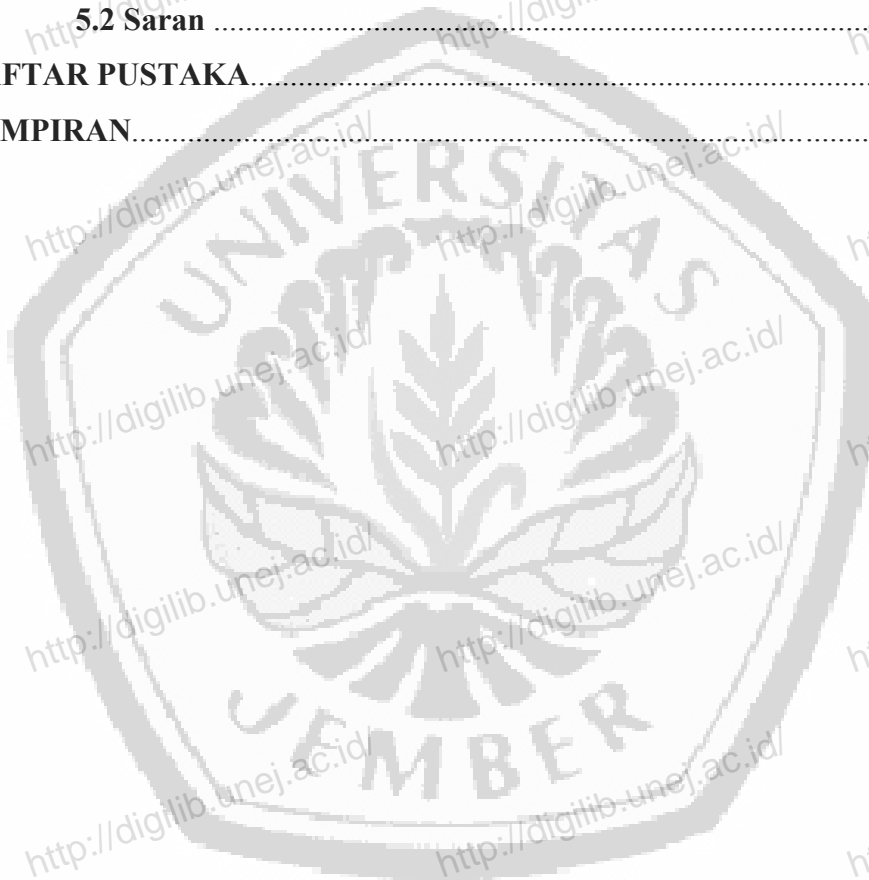 5.2 Saran ..........................................................................
FTAR PUSTAKA..........................................................................
MPIRAN..........................................................................
UNIVERSITAS
JEMBER
http://digilib.unej.ac.id/
http://digilib.unej.ac.id/
http://digilib.unej.ac.id/
http://digilib.unej.ac.id/
http://digilib.unej.ac.id/
http://digilib.unej.ac.id/
http://digilib.unej.ac.id/
http://digilib.unej.ac.id/